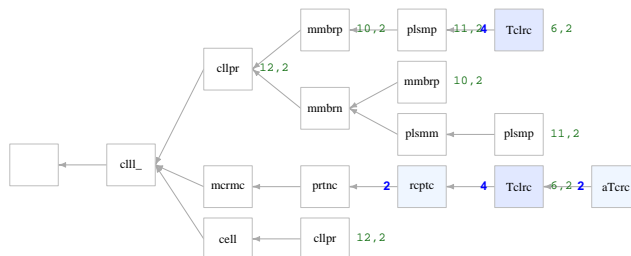 mmbrp 10,2 plsmp 11,2 4 Tclrc 6,2
cllpr 12,2
mmbrp 10,2
mmbrn
plsmm plsmp 11,2
clll_
mcrmc prtnc 2 rcptc 4 Tclrc 6,2 2 aTcrc
cell cllpr 12,2